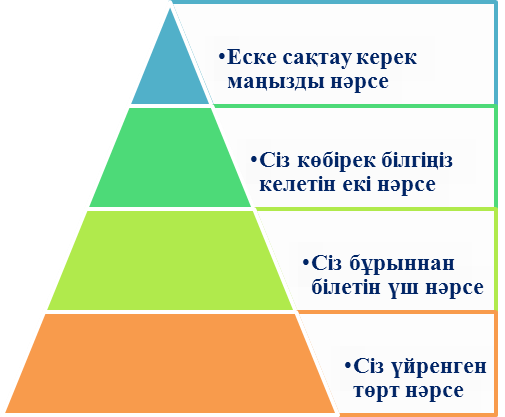 •Еске сақтау керек
маңызды нәрсе
•Сіз көбірек білгіңіз
келетін екі нәрсе
•Сіз бұрыннан
білетін үш нәрсе
•Сіз үйренген
төрт нәрсе